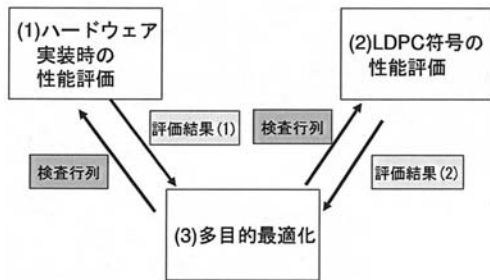 (1)ハードウェア
実装時の
性能評価
(2)LDPC符号の
性能評価
評価結果(1)
検査行列
検査行列
評価結果(2)
(3)多目的最適化